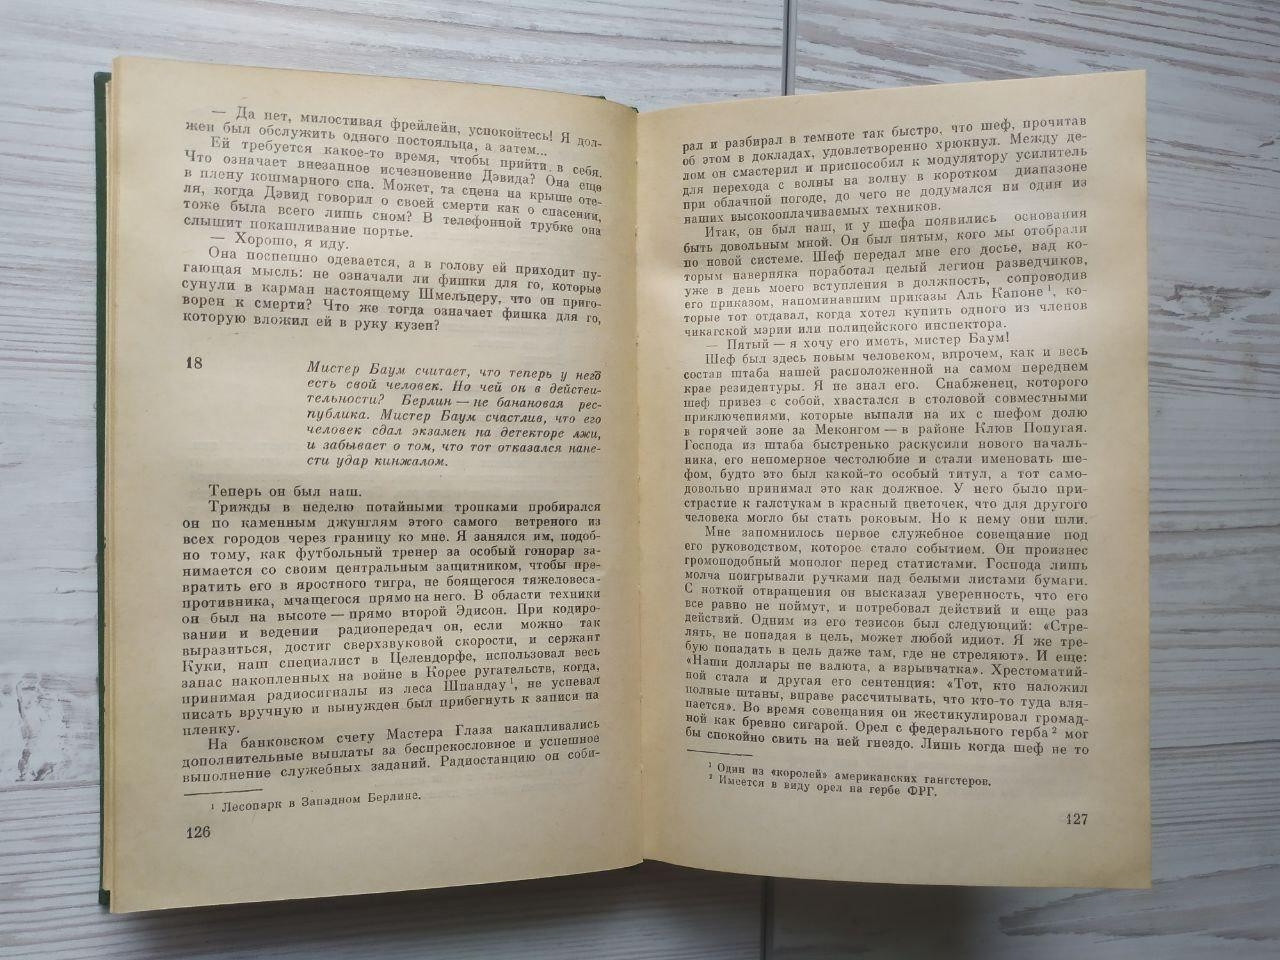 — Да нет, милостивая фрейлейн, успокойтесь! Я дол-
жен был обслужить одного постояльца, а затем...
Ей требуется какое-то время, чтобы прийти в себя.
Что означает внезапное исчезновение Дэвида? Она еще
в плену кошмарного сна. Может, та сцена на крыше оте-
ля, когда Дэвид говорил о своей смерти как о спасении,
тоже была всего лишь сном? В телефонной трубке она
слышит покашливание портье.
— Хорошо, я иду.
Она поспешно одевается, а в голову ей приходит пу-
гающая мысль: не означали ли фишки для го, которые
сунули в карман настоящему Шмельцеру, что он приго-
ворен к смерти? Что же тогда означает фишка для го,
которую вложил ей в руку кузен?
18
Мистер Баум считает, что теперь у него
есть свой человек. Но чей он в действи-
тельности? Берлин — не банановая рес-
публика. Мистер Баум счастлив, что его
человек сдал экзамен на детекторе лжи,
и забывает о том, что тот отказался нане-
сти удар кинжалом.
Теперь он был наш.
Трижды в неделю потайными тропками пробирался
он по каменным джунглям этого самого ветреного из
всех городов через границу ко мне. Я занялся им, подоб-
но тому, как футбольный тренер за особый гонорар за-
нимается со своим центральным защитником, чтобы пре-
вратить его в яростного тигра, не боящегося тяжеловеса-
противника, мчащегося прямо на него. В области техники
он был на высоте — прямо второй Эдисон. При кодиро-
вании и ведении радиопередач он, если можно так
выразиться, достиг сверхзвуковой скорости, и сержант
Куки, наш специалист в Целендорфе, использовал весь
запас накопленных на войне в Корее ругательств, когда,
принимая радиосигналы из леса Шпандау¹, не успевал
писать вручную и вынужден был прибегнуть к записи на
пленку.
На банковском счету Мастера Глаза накапливались
дополнительные выплаты за беспрекословное и успешное
выполнение служебных заданий. Радиостанцию он соби-
¹ Лесопарк в Западном Берлине.
126
рал и разбирал в темноте так быстро, что шеф, прочитав
об этом в докладах, удовлетворенно хрюкнул. Между де-
лом он смастерил и приспособил к модулятору усилитель
для перехода с волны на волну в коротком диапазоне
при облачной погоде, до чего не додумался ни один из
наших высокооплачиваемых техников.
Итак, он был наш, и у шефа появились основания
быть довольным мной. Он был пятым, кого мы отобрали
по новой системе. Шеф передал мне его досье, над ко-
торым наверняка поработал целый легион разведчиков,
уже в день моего вступления в должность, сопроводив
его приказом, напоминавшим приказы Аль Капоне¹, ко-
торые тот отдавал, когда хотел купить одного из членов
чикагской мэрии или полицейского инспектора.
— Пятый — я хочу его иметь, мистер Баум!
Шеф был здесь новым человеком, впрочем, как и весь
состав штаба нашей расположенной на самом переднем
крае резидентуры. Я не знал его. Снабженец, которого
шеф привез с собой, хвастался в столовой совместными
приключениями, которые выпали на их с шефом долю
в горячей зоне за Меконгом — в районе Клюв Попугая.
Господа из штаба быстренько раскусили нового началь-
ника, его непомерное честолюбие и стали именовать ше-
фом, будто это был какой-то особый титул, а тот само-
довольно принимал это как должное. У него было при-
страстие к галстукам в красный цветочек, что для другого
человека могло бы стать роковым. Но к нему они шли.
Мне запомнилось первое служебное совещание под
его руководством, которое стало событием. Он произнес
громоподобный монолог перед статистами. Господа лишь
молча поигрывали ручками над белыми листами бумаги.
С ноткой отвращения он высказал уверенность, что его
все равно не поймут, и потребовал действий и еще раз
действий. Одним из его тезисов был следующий: «Стре-
лять, не попадая в цель, может любой идиот. Я же тре-
бую попадать в цель даже там, где не стреляют». И еще:
«Наши доллары не валюта, а взрывчатка». Хрестоматий-
ной стала и другая его сентенция: «Тот, кто наложил
полные штаны, вправе рассчитывать, что кто-то туда вля-
пается». Во время совещания он жестикулировал громад-
ной как бревно сигарой. Орел с федерального герба² мог
бы спокойно свить на ней гнездо. Лишь когда шеф не то
¹ Один из «королей» американских гангстеров.
² Имеется в виду орел на гербе ФРГ.
127